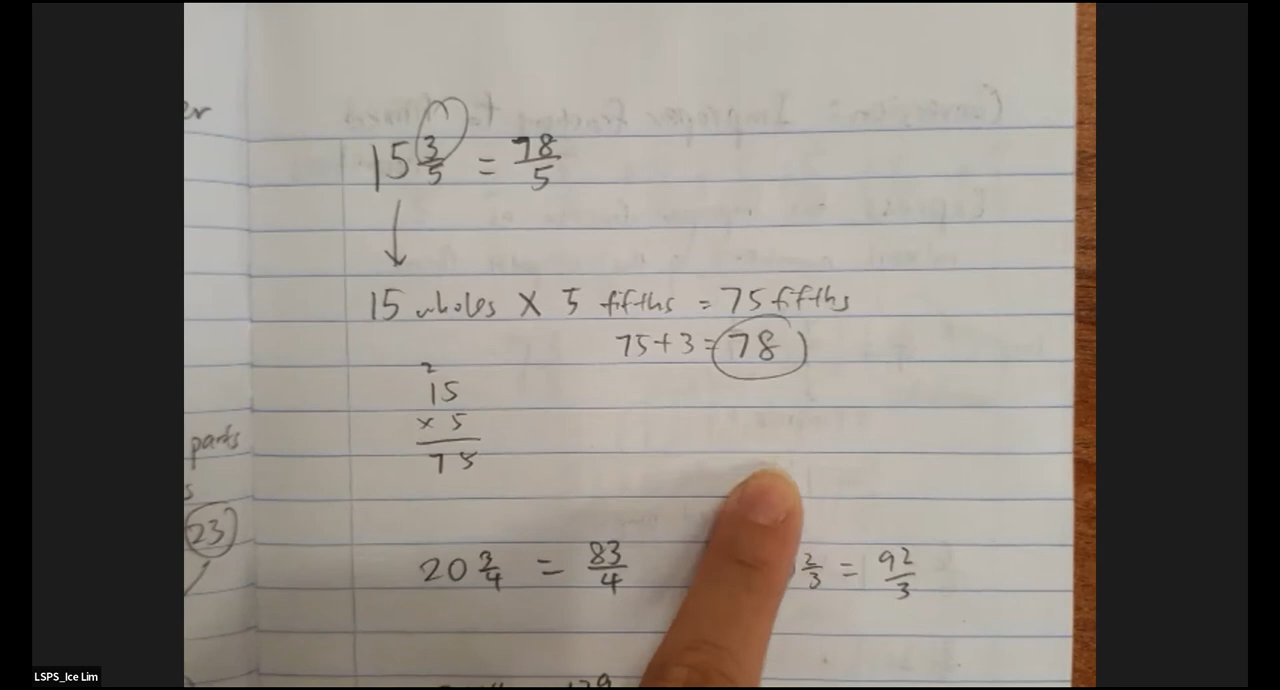 er
15 3/5 = 78/5
15 wholes × 5 fifths = 75 fifths
75 + 3 = 78
2
15
× 5
75
parts
s
23
20 3/4 = 83/4
2/3 = 92/3
LSPS_Ice Lim